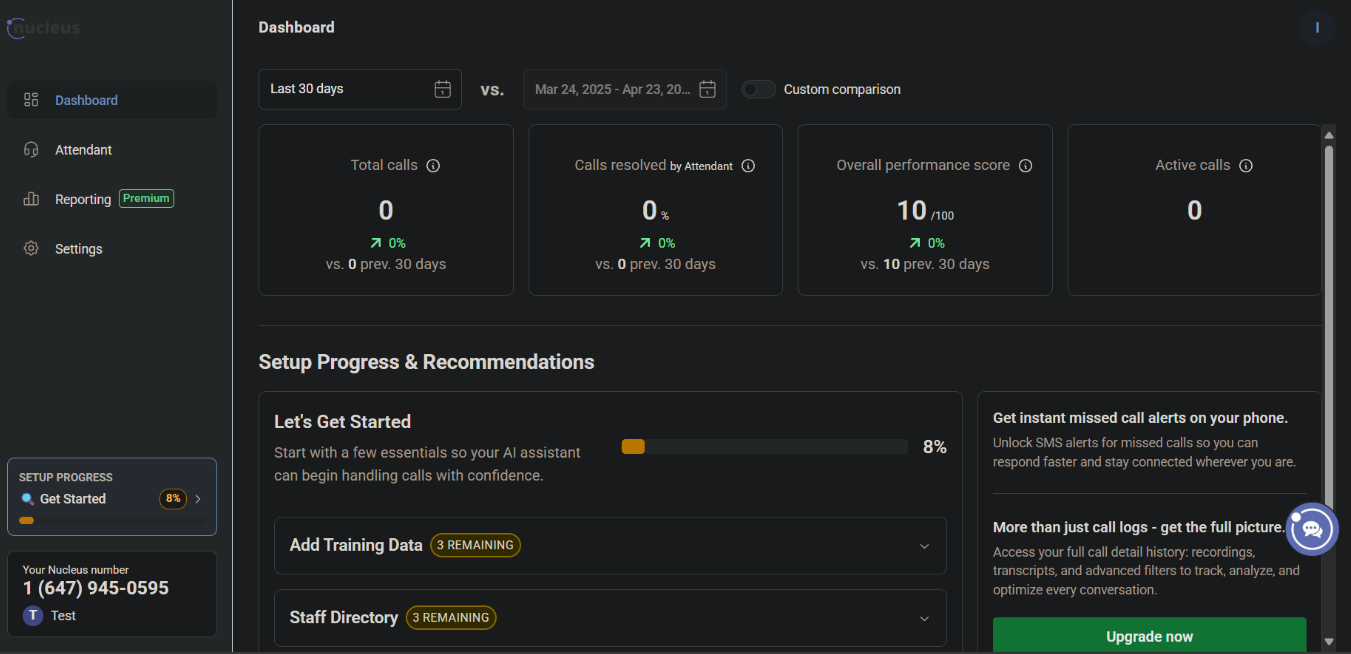 nucleus
Dashboard
Attendant
Reporting Premium
Settings
SETUP PROGRESS
Get Started 8%
Your Nucleus number
1 (647) 945-0595
T Test
Dashboard
I
Last 30 days vs. Mar 24, 2025 - Apr 23, 20... Custom comparison
Total calls
0
0%
vs. 0 prev. 30 days
Calls resolved by Attendant
0 %
0%
vs. 0 prev. 30 days
Overall performance score
10 /100
0%
vs. 10 prev. 30 days
Active calls
0
Setup Progress & Recommendations
Let's Get Started
Start with a few essentials so your AI assistant
can begin handling calls with confidence.
8%
Add Training Data 3 REMAINING
Staff Directory 3 REMAINING
Get instant missed call alerts on your phone.
Unlock SMS alerts for missed calls so you can
respond faster and stay connected wherever you are.
More than just call logs - get the full picture.
Access your full call detail history: recordings,
transcripts, and advanced filters to track, analyze, and
optimize every conversation.
Upgrade now